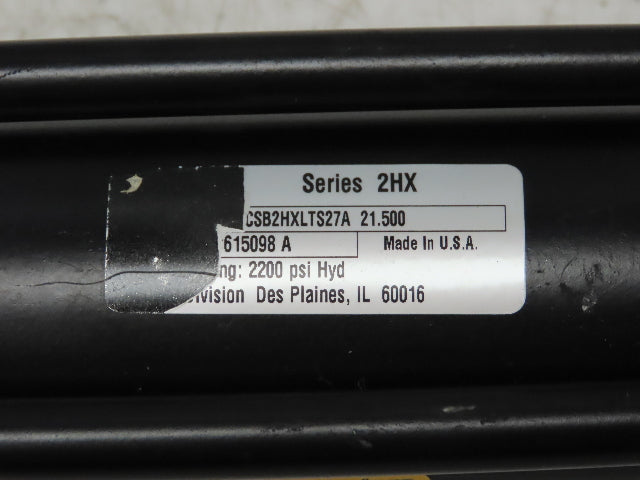 Series 2HX
CSB2HXLTS27A 21.500
615098 A Made In U.S.A.
ng: 2200 psi Hyd
ivision Des Plaines, IL 60016